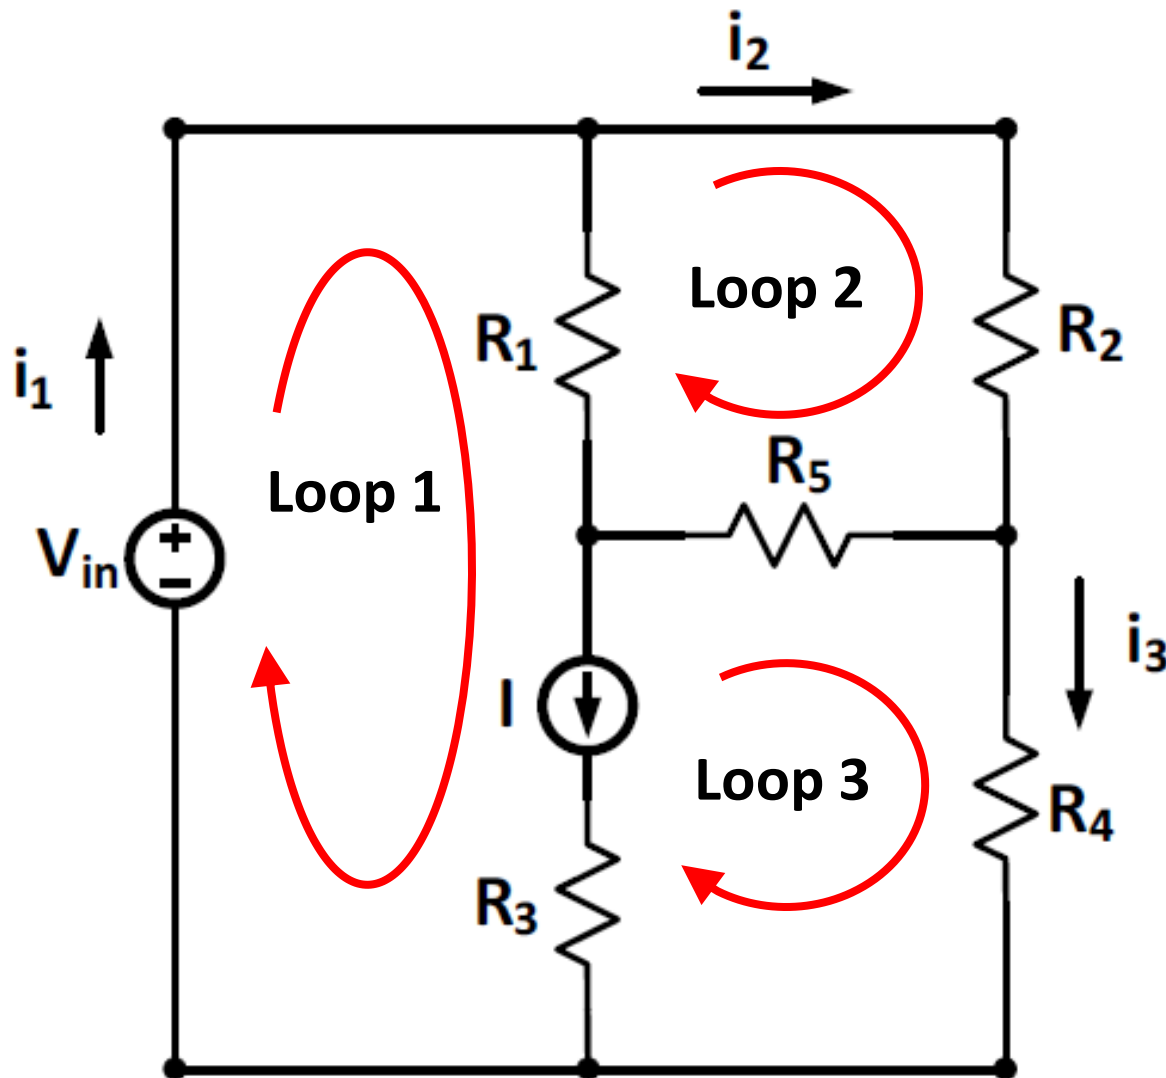 i₂
Loop 2
R₁
R₂
i₁
R₅
Loop 1
Vᵢₙ
+
−
i₃
I
Loop 3
R₄
R₃